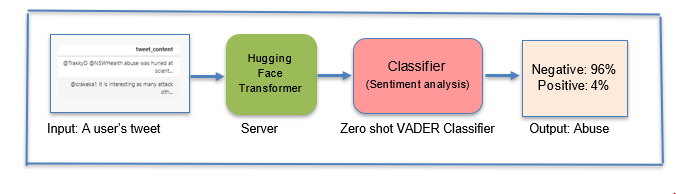 tweet_content
@TrakkyD @NSWHealth abuse was hurled at
scient...
@crakeka1 It is interesting as many attack
oth...
Hugging
Face
Transformer
Classifier
(Sentiment analysis)
Negative: 96%
Positive: 4%
Input: A user's tweet
Server
Zero shot VADER Classifier
Output: Abuse